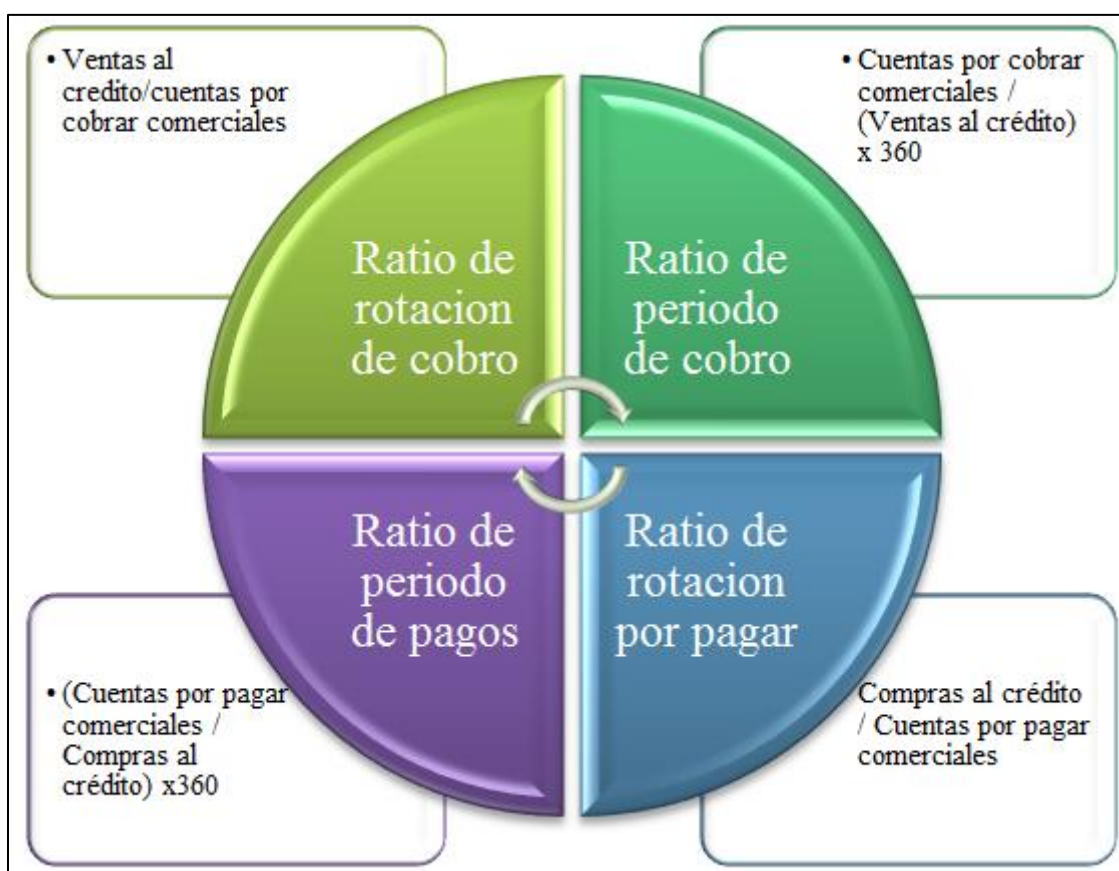 • Ventas al
credito/cuentas por
cobrar comerciales
• Cuentas por cobrar
comerciales /
(Ventas al crédito)
x 360
Ratio de
rotacion
de cobro
Ratio de
periodo
de cobro
Ratio de
periodo
de pagos
Ratio de
rotacion
por pagar
• (Cuentas por pagar
comerciales /
Compras al
crédito) x360
Compras al crédito
/ Cuentas por pagar
comerciales